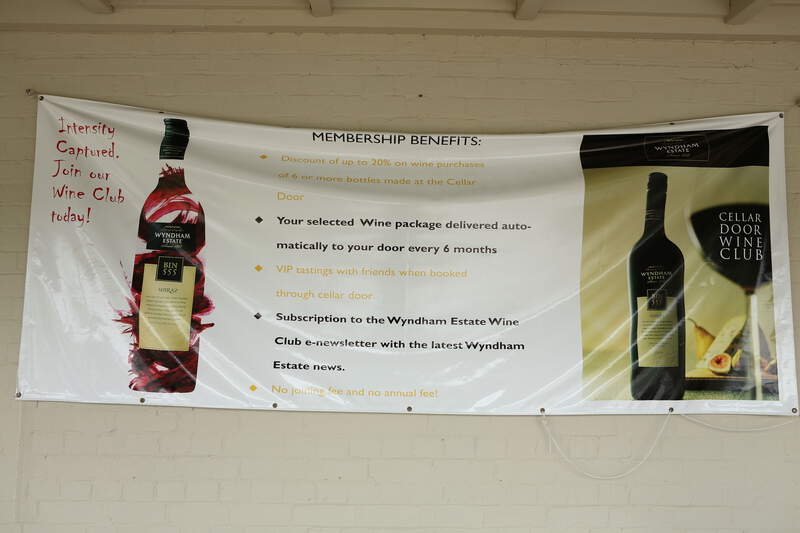 Intensity
Captured.
Join our
Wine Club
today!
WYNDHAM
ESTATE
BIN
555
SHIRAZ
MEMBERSHIP BENEFITS:
Discount of up to 20% on wine purchases
of 6 or more bottles made at the Cellar
Door
Your selected Wine package delivered auto-
matically to your door every 6 months
VIP tastings with friends when booked
through cellar door
Subscription to the Wyndham Estate Wine
Club e-newsletter with the latest Wyndham
Estate news.
No joining fee and no annual fee!
WYNDHAM
ESTATE
WYNDHAM
ESTATE
BIN
555
CELLAR
DOOR
WINE
CLUB